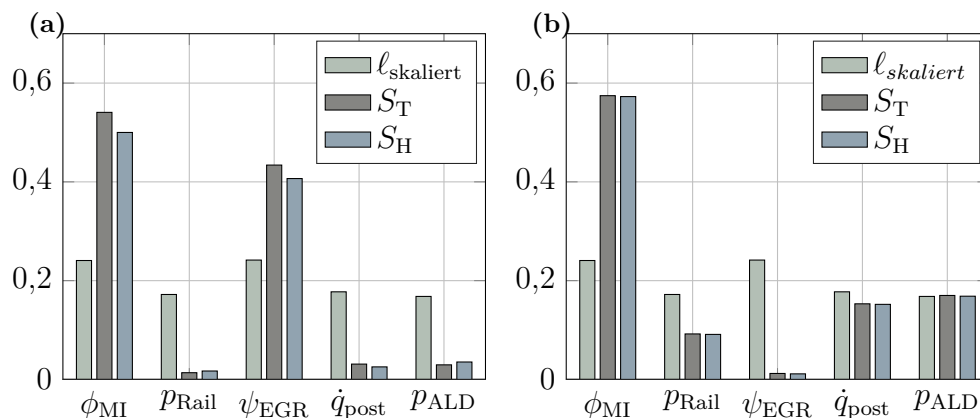 (a)
0,6
0,4
0,2
0
ϕMI pRail ψEGR q̇post pALD
ℓskaliert
ST
SH
(b)
0,6
0,4
0,2
0
ϕMI pRail ψEGR q̇post pALD
ℓskaliert
ST
SH